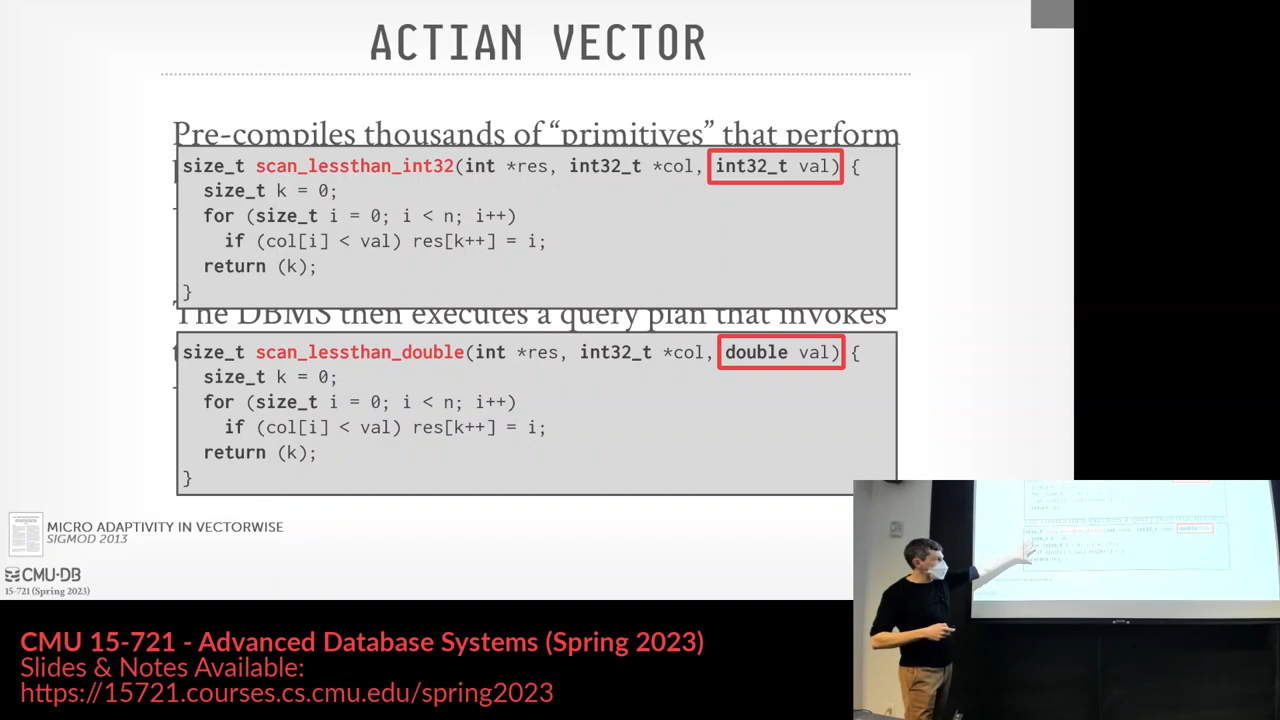 ACTIAN VECTOR
Pre-compiles thousands of “primitives” that perform
size_t scan_lessthan_int32(int *res, int32_t *col, int32_t val) {
size_t k = 0;
for (size_t i = 0; i < n; i++)
if (col[i] < val) res[k++] = i;
return (k);
}
The DBMS then executes a query plan that invokes
size_t scan_lessthan_double(int *res, int32_t *col, double val) {
size_t k = 0;
for (size_t i = 0; i < n; i++)
if (col[i] < val) res[k++] = i;
return (k);
}
MICRO ADAPTIVITY IN VECTORWISE
SIGMOD 2013
CMU·DB
15-721 (Spring 2023)
CMU 15-721 - Advanced Database Systems (Spring 2023)
Slides & Notes Available:
https://15721.courses.cs.cmu.edu/spring2023